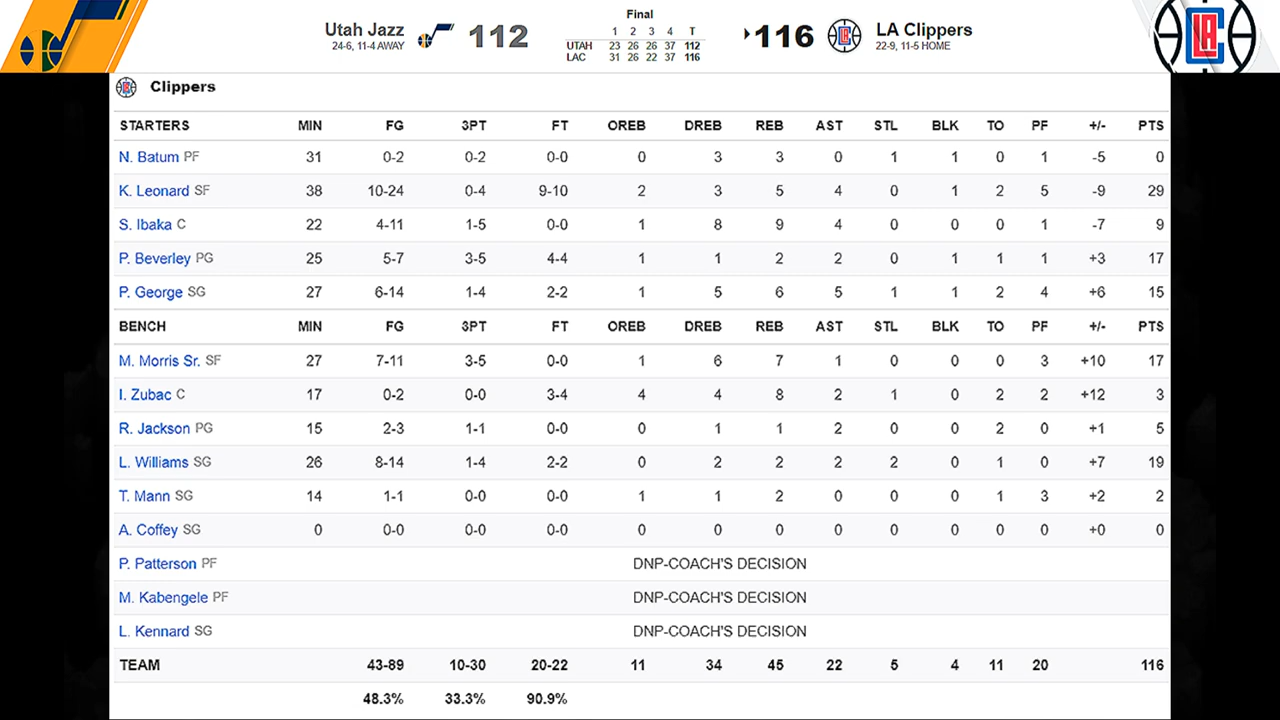 Utah Jazz
24-6, 11-4 AWAY
112
Final
1 2 3 4 T
UTAH 23 26 26 37 112
LAC 31 26 22 37 116
116
LA Clippers
22-9, 11-5 HOME
Clippers
STARTERS MIN FG 3PT FT OREB DREB REB AST STL BLK TO PF +/- PTS
N. Batum PF 31 0-2 0-2 0-0 0 3 3 0 1 1 0 1 -5 0
K. Leonard SF 38 10-24 0-4 9-10 2 3 5 4 0 1 2 5 -9 29
S. Ibaka C 22 4-11 1-5 0-0 1 8 9 4 0 0 0 1 -7 9
P. Beverley PG 25 5-7 3-5 4-4 1 1 2 2 0 1 1 1 +3 17
P. George SG 27 6-14 1-4 2-2 1 5 6 5 1 1 2 4 +6 15
BENCH MIN FG 3PT FT OREB DREB REB AST STL BLK TO PF +/- PTS
M. Morris Sr. SF 27 7-11 3-5 0-0 1 6 7 1 0 0 0 3 +10 17
I. Zubac C 17 0-2 0-0 3-4 4 4 8 2 1 0 2 2 +12 3
R. Jackson PG 15 2-3 1-1 0-0 0 1 1 2 0 0 2 0 +1 5
L. Williams SG 26 8-14 1-4 2-2 0 2 2 2 2 0 1 0 +7 19
T. Mann SG 14 1-1 0-0 0-0 1 1 2 0 0 0 1 3 +2 2
A. Coffey SG 0 0-0 0-0 0-0 0 0 0 0 0 0 0 0 +0 0
P. Patterson PF DNP-COACH'S DECISION
M. Kabengele PF DNP-COACH'S DECISION
L. Kennard SG DNP-COACH'S DECISION
TEAM 43-89 10-30 20-22 11 34 45 22 5 4 11 20 116
48.3% 33.3% 90.9%